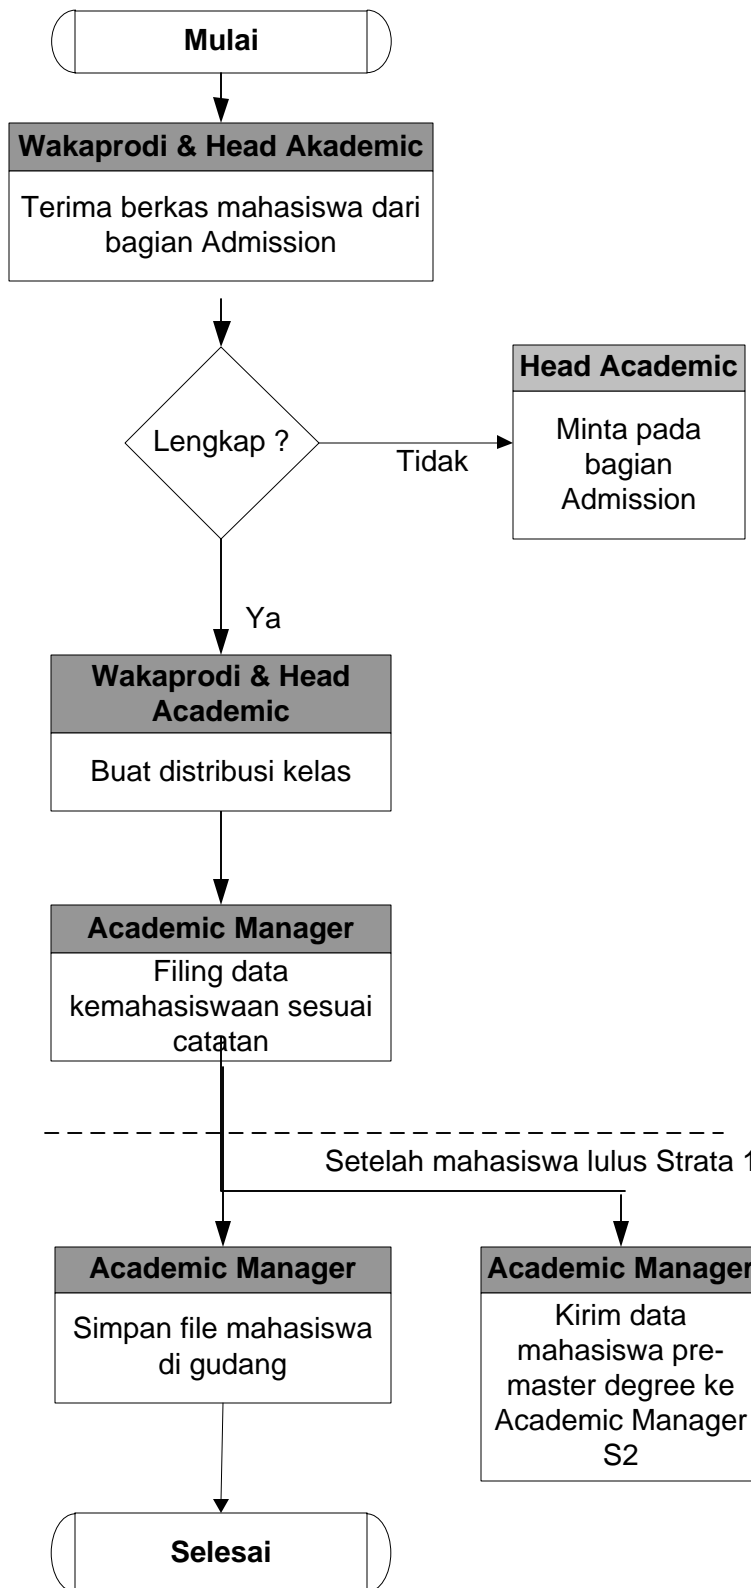 Mulai
Wakaprodi & Head Akademic
Terima berkas mahasiswa dari
bagian Admission
Lengkap ?
Tidak
Head Academic
Minta pada
bagian
Admission
Ya
Wakaprodi & Head
Academic
Buat distribusi kelas
Academic Manager
Filing data
kemahasiswaan sesuai
catatan
Setelah mahasiswa lulus Strata 1
Academic Manager
Simpan file mahasiswa
di gudang
Academic Manager
Kirim data
mahasiswa pre-
master degree ke
Academic Manager
S2
Selesai